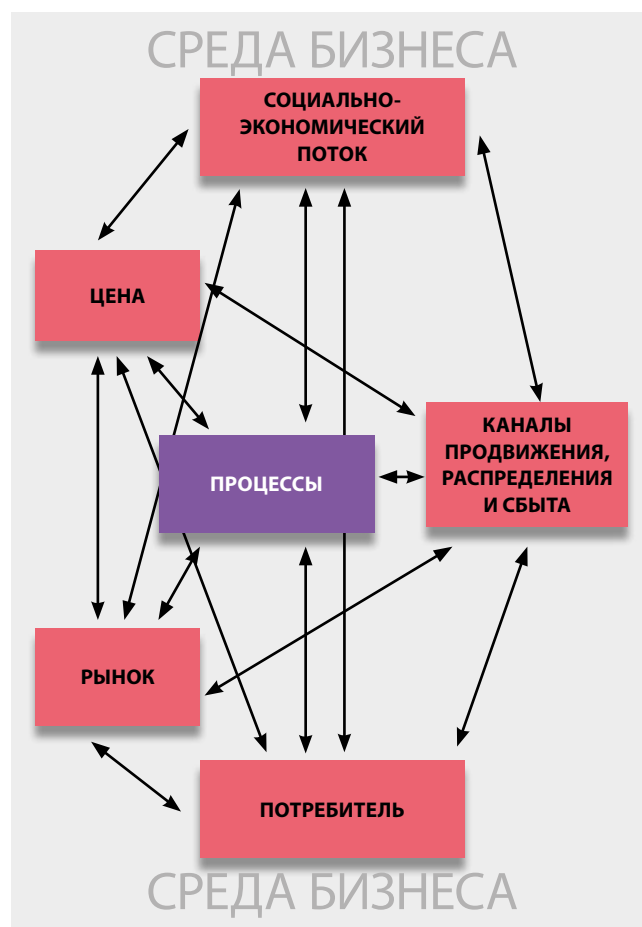 СРЕДА БИЗНЕСА
СОЦИАЛЬНО-
ЭКОНОМИЧЕСКИЙ
ПОТОК
ЦЕНА
КАНАЛЫ
ПРОДВИЖЕНИЯ,
РАСПРЕДЕЛЕНИЯ
И СБЫТА
ПРОЦЕССЫ
РЫНОК
ПОТРЕБИТЕЛЬ
СРЕДА БИЗНЕСА